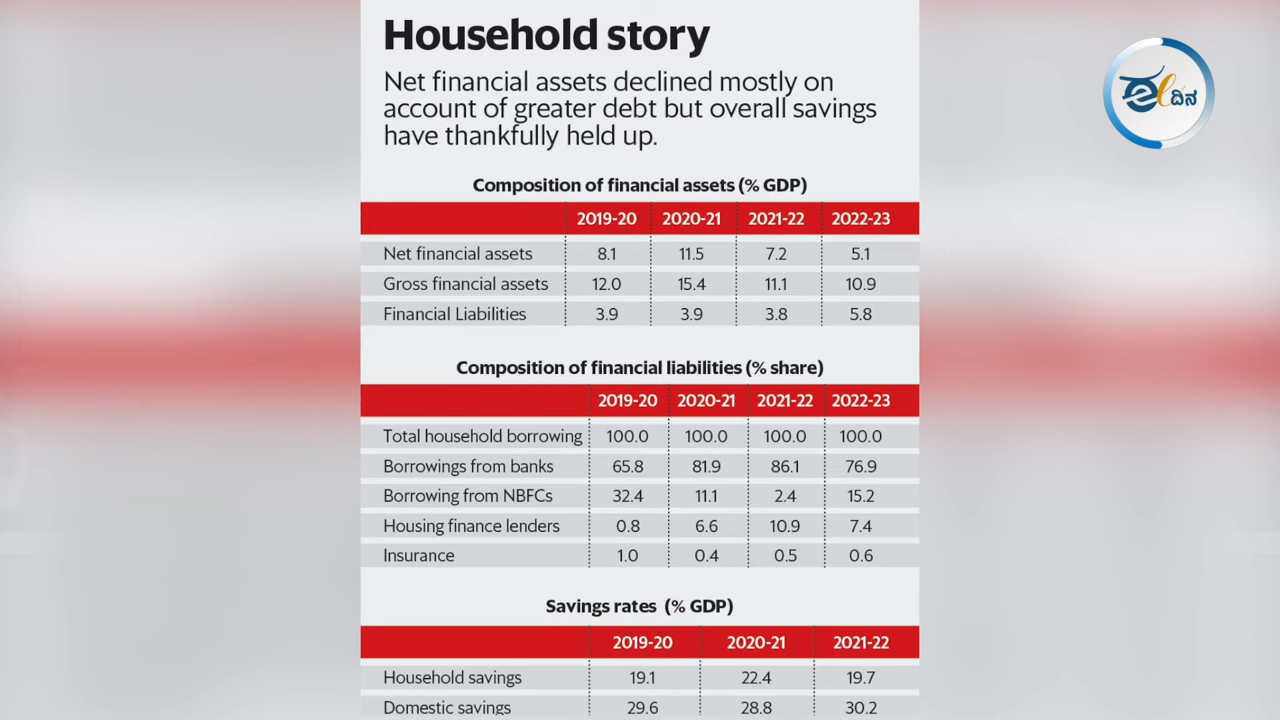 Household story
Net financial assets declined mostly on
account of greater debt but overall savings
have thankfully held up.
ಈದಿನ
Composition of financial assets (% GDP)
2019-20 2020-21 2021-22 2022-23
Net financial assets 8.1 11.5 7.2 5.1
Gross financial assets 12.0 15.4 11.1 10.9
Financial Liabilities 3.9 3.9 3.8 5.8
Composition of financial liabilities (% share)
2019-20 2020-21 2021-22 2022-23
Total household borrowing 100.0 100.0 100.0 100.0
Borrowings from banks 65.8 81.9 86.1 76.9
Borrowing from NBFCs 32.4 11.1 2.4 15.2
Housing finance lenders 0.8 6.6 10.9 7.4
Insurance 1.0 0.4 0.5 0.6
Savings rates (% GDP)
2019-20 2020-21 2021-22
Household savings 19.1 22.4 19.7
Domestic savings 29.6 28.8 30.2